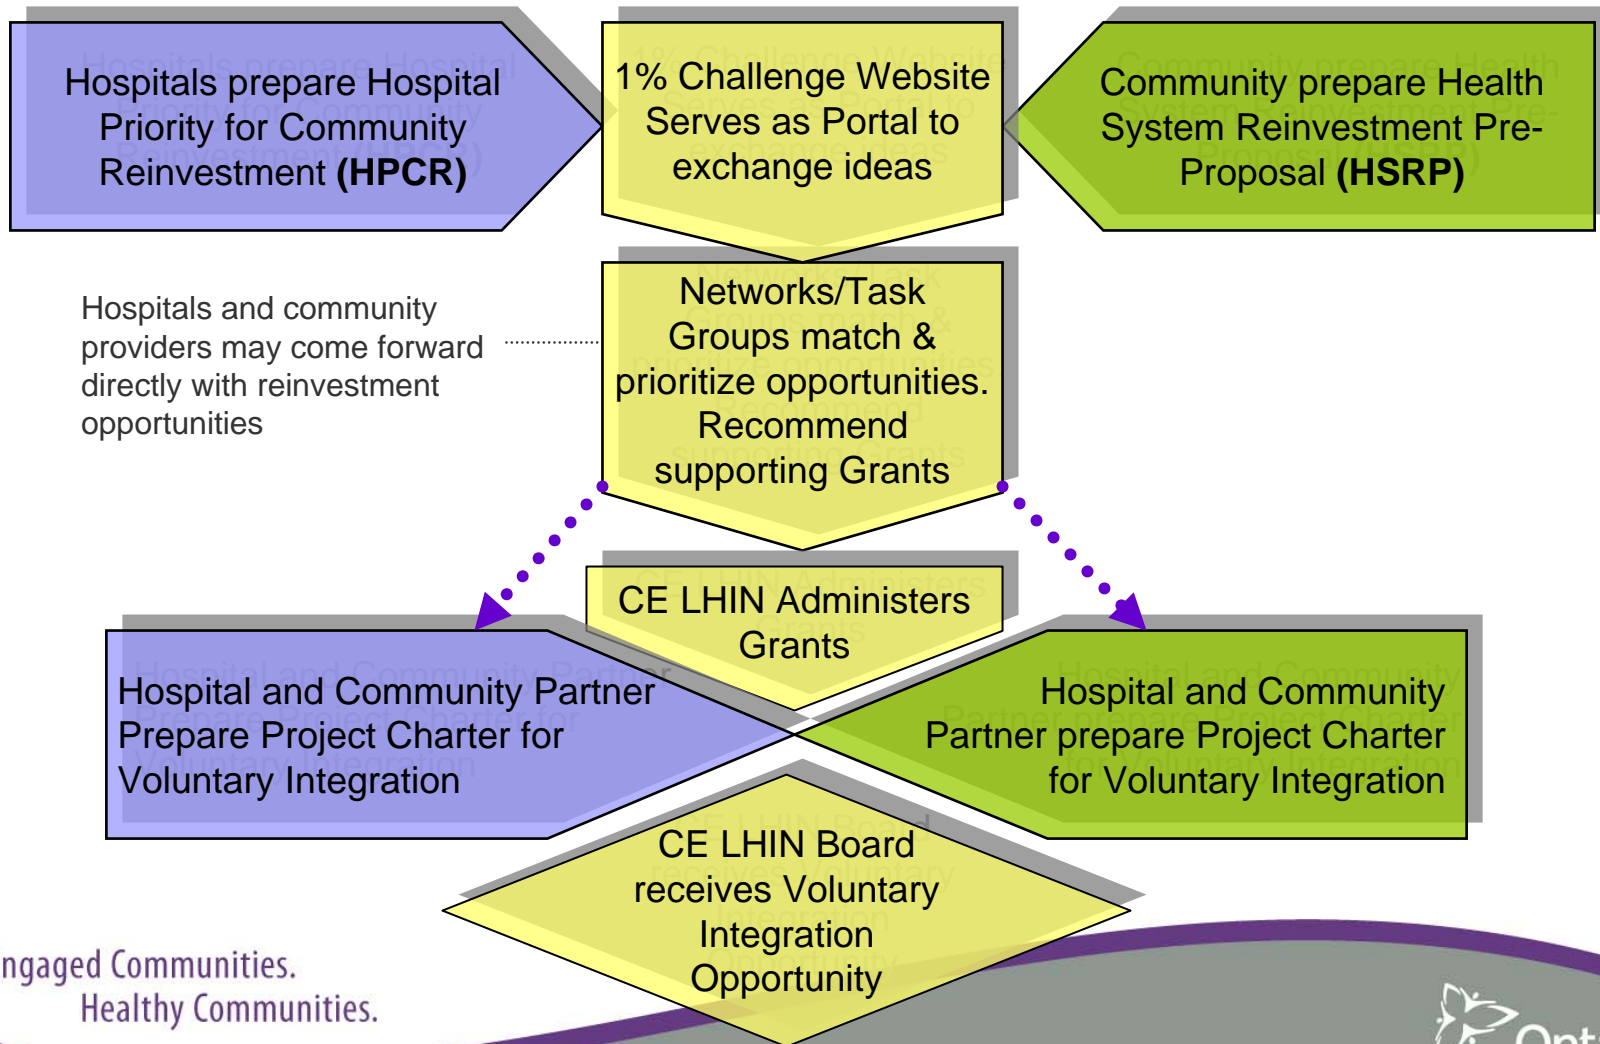 Hospitals prepare Hospital
Priority for Community
Reinvestment (HPCR)
1% Challenge Website
Serves as Portal to
exchange ideas
Community prepare Health
System Reinvestment Pre-
Proposal (HSRP)
Hospitals and community
providers may come forward
directly with reinvestment
opportunities
Networks/Task
Groups match &
prioritize opportunities.
Recommend
supporting Grants
CE LHIN Administers
Grants
Hospital and Community Partner
Prepare Project Charter for
Voluntary Integration
Hospital and Community
Partner prepare Project Charter
for Voluntary Integration
CE LHIN Board
receives Voluntary
Integration
Opportunity
ngaged Communities.
Healthy Communities.